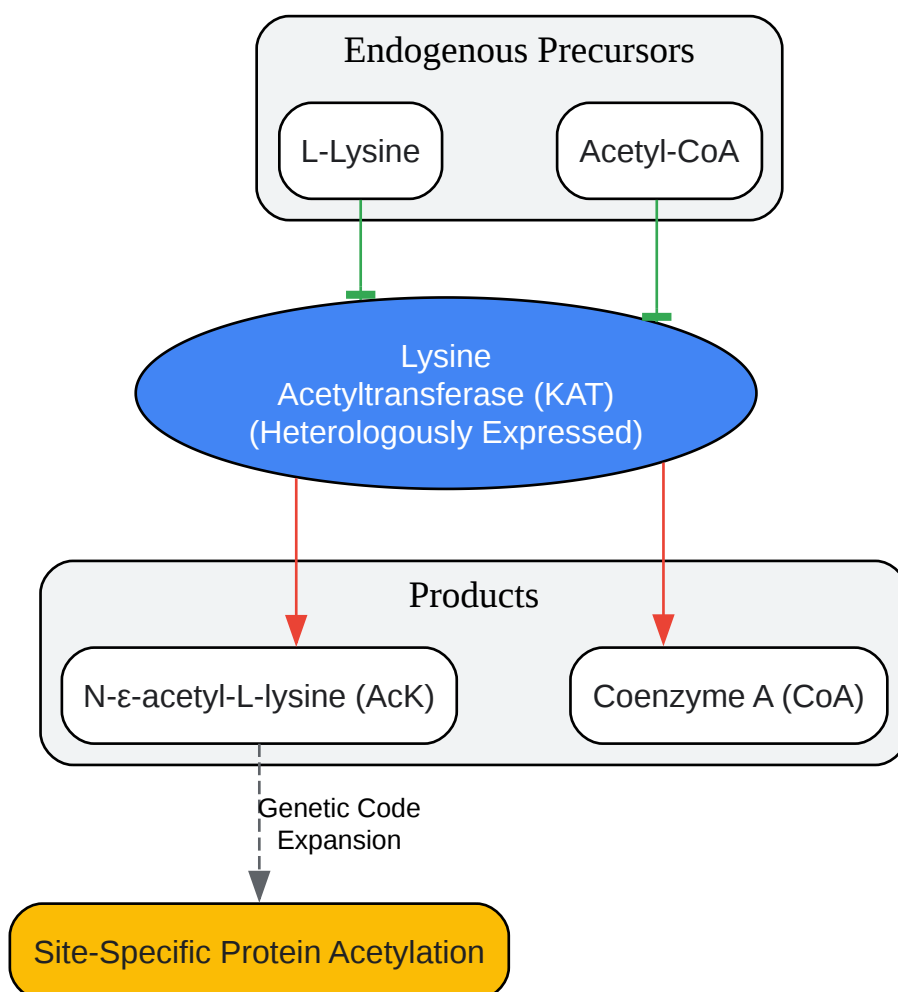 Endogenous Precursors
L-Lysine
Acetyl-CoA
Lysine
Acetyltransferase (KAT)
(Heterologously Expressed)
Products
N-ε-acetyl-L-lysine (AcK)
Coenzyme A (CoA)
Genetic Code
Expansion
Site-Specific Protein Acetylation